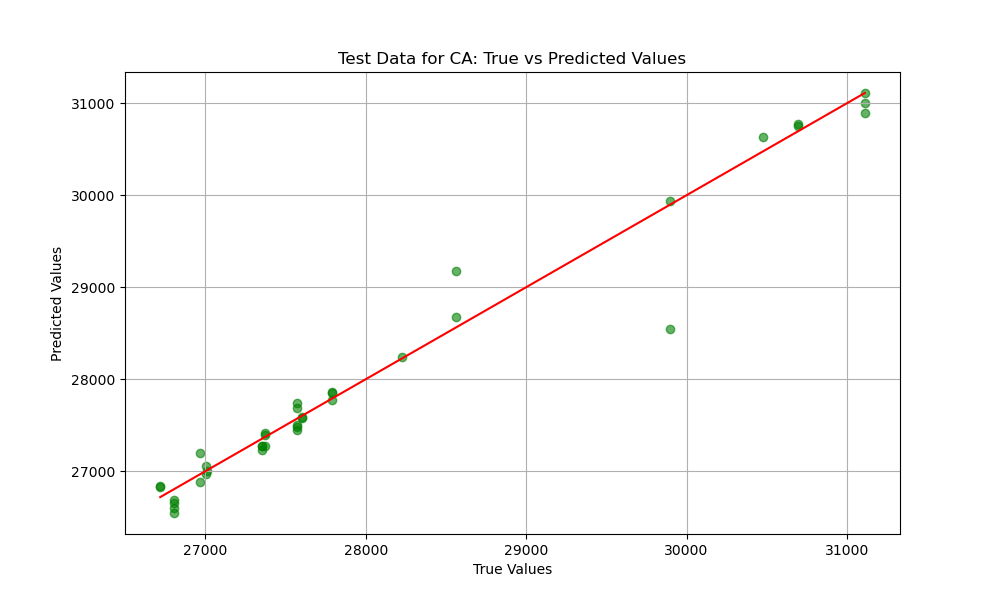 Test Data for CA: True vs Predicted Values
31000
30000
29000
28000
27000
Predicted Values
27000 28000 29000 30000 31000
True Values